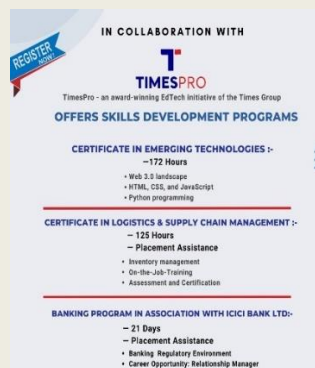 IN COLLABORATION WITH
REGISTER
NOW!
T
TIMESPRO
TimesPro - an award-winning EdTech initiative of the Times Group
OFFERS SKILLS DEVELOPMENT PROGRAMS
CERTIFICATE IN EMERGING TECHNOLOGIES :-
—172 Hours
• Web 3.0 landscape
• HTML, CSS, and JavaScript
• Python programming
CERTIFICATE IN LOGISTICS & SUPPLY CHAIN MANAGEMENT :-
— 125 Hours
— Placement Assistance
• Inventory management
• On-the-Job-Training
• Assessment and Certification
BANKING PROGRAM IN ASSOCIATION WITH ICICI BANK LTD:-
— 21 Days
— Placement Assistance
• Banking Regulatory Environment
• Career Opportunity: Relationship Manager